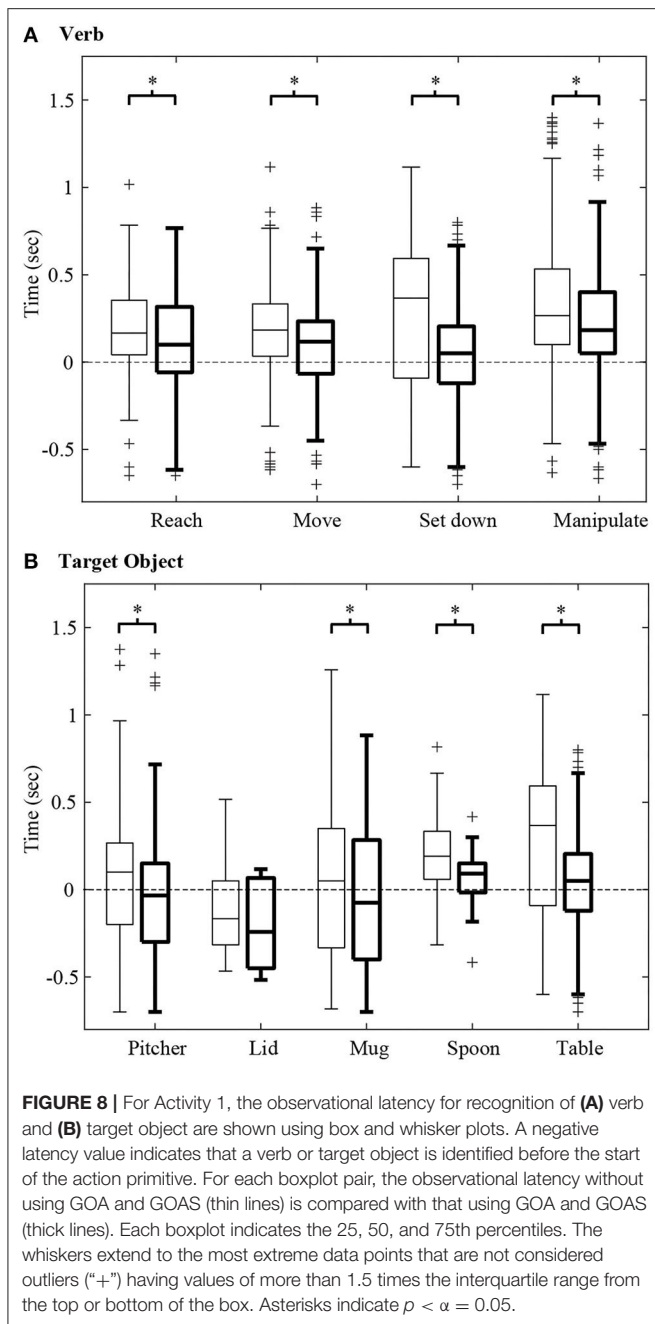 A Verb
* * * *
1.5
1
0.5
0
-0.5
Time (sec)
Reach Move Set down Manipulate
B Target Object
* * * *
1.5
1
0.5
0
-0.5
Time (sec)
Pitcher Lid Mug Spoon Table
FIGURE 8 | For Activity 1, the observational latency for recognition of (A) verb
and (B) target object are shown using box and whisker plots. A negative
latency value indicates that a verb or target object is identified before the start
of the action primitive. For each boxplot pair, the observational latency without
using GOA and GOAS (thin lines) is compared with that using GOA and GOAS
(thick lines). Each boxplot indicates the 25, 50, and 75th percentiles. The
whiskers extend to the most extreme data points that are not considered
outliers (“+”) having values of more than 1.5 times the interquartile range from
the top or bottom of the box. Asterisks indicate p < α = 0.05.